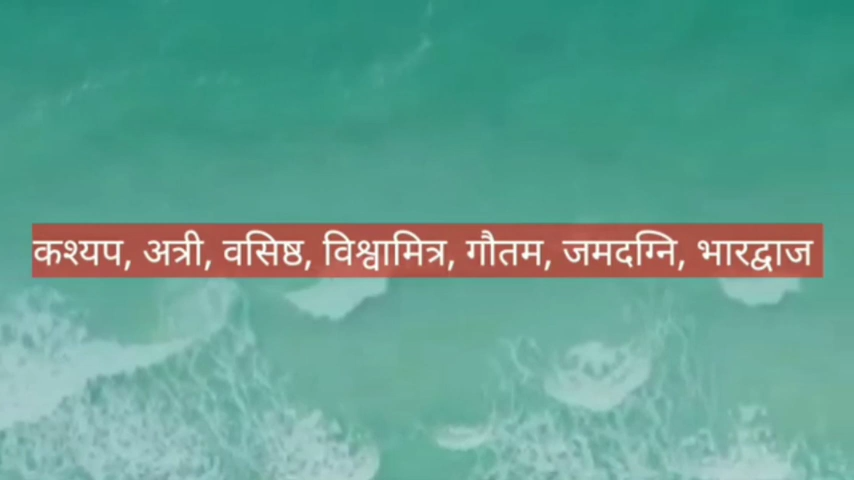 कश्यप, अत्री, वसिष्ठ, विश्वामित्र, गौतम, जमदग्नि, भारद्वाज